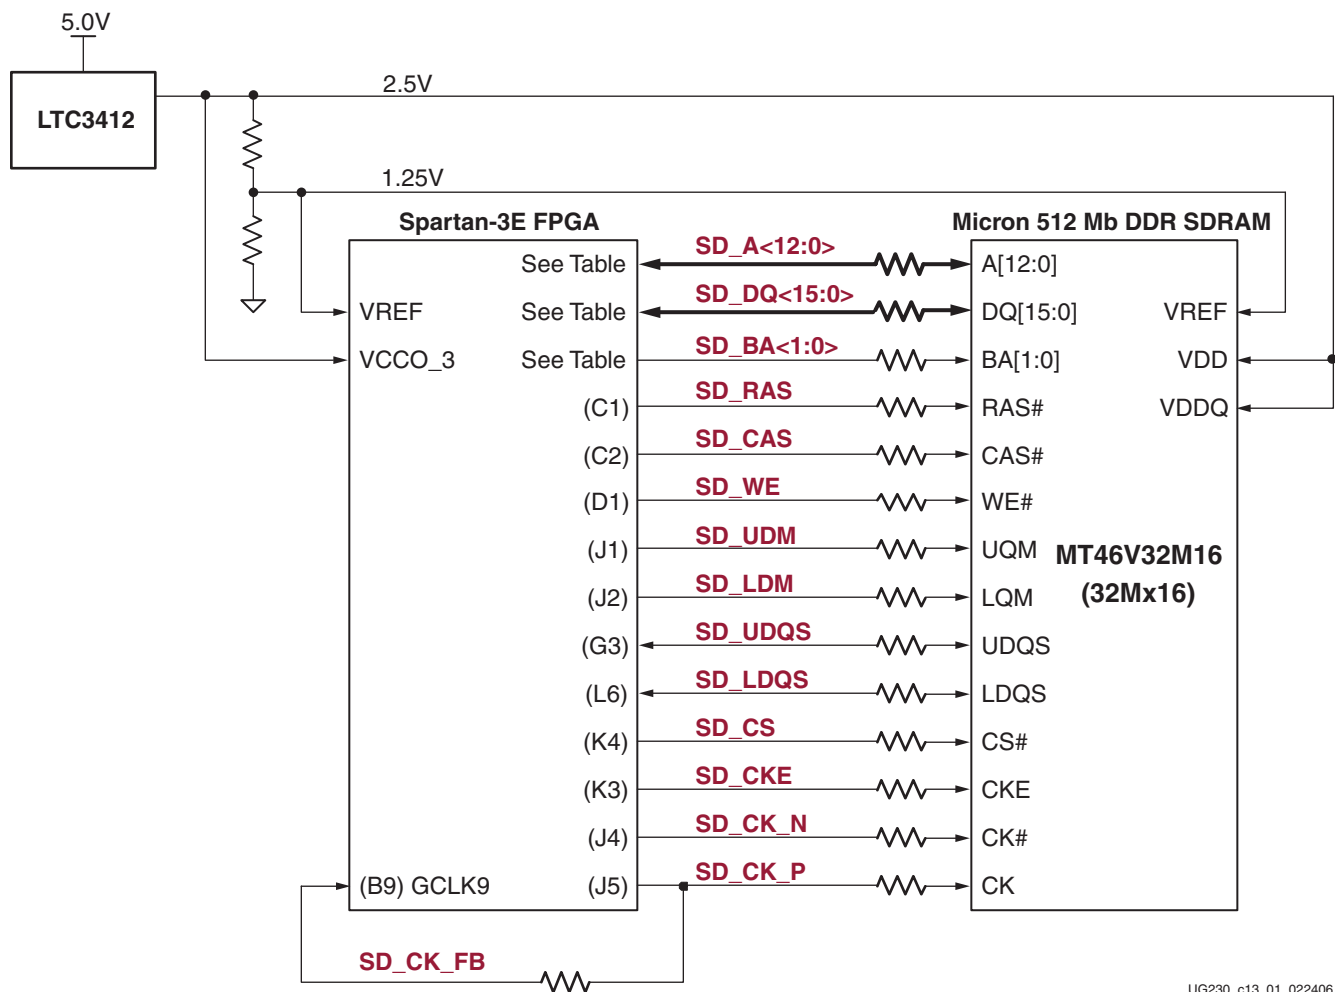 5.0V
LTC3412
2.5V
1.25V
Spartan-3E FPGA
Micron 512 Mb DDR SDRAM
See Table
SD_A<12:0>
A[12:0]
VREF
See Table
SD_DQ<15:0>
DQ[15:0]
VREF
VCCO_3
See Table
SD_BA<1:0>
BA[1:0]
VDD
(C1)
SD_RAS
RAS#
VDDQ
(C2)
SD_CAS
CAS#
(D1)
SD_WE
WE#
(J1)
SD_UDM
UQM
MT46V32M16
(32Mx16)
(J2)
SD_LDM
LQM
(G3)
SD_UDQS
UDQS
(L6)
SD_LDQS
LDQS
(K4)
SD_CS
CS#
(K3)
SD_CKE
CKE
(J4)
SD_CK_N
CK#
(B9) GCLK9
(J5)
SD_CK_P
CK
SD_CK_FB
UG230_c13_01_022406